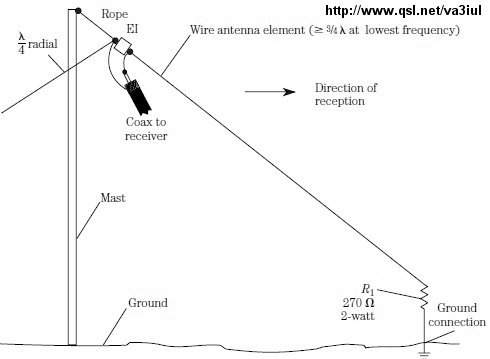 http://www.qsl.net/va3iul
Rope
EI
Wire antenna element (≥ 3/4 λ at lowest frequency)
λ
4 radial
Direction of
reception
Coax to
receiver
Mast
R1
270 Ω
2-watt
Ground
Ground
connection